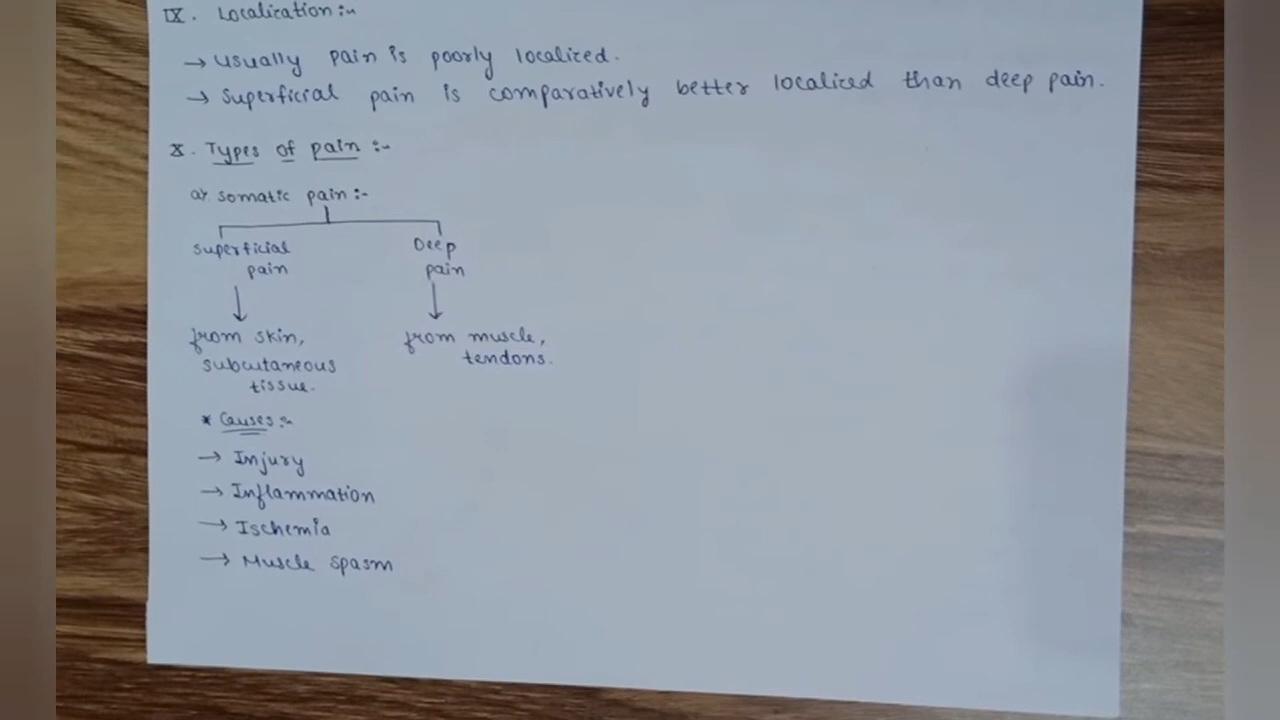 IX. Localization :-
→ Usually pain is poorly localized.
→ Superficial pain is comparatively better localized than deep pain.
X. Types of pain :-
a) Somatic pain :-
Superficial pain
Deep pain
from skin, subcutaneous tissue.
from muscle, tendons.
* Causes :-
→ Injury
→ Inflammation
→ Ischemia
→ Muscle spasm